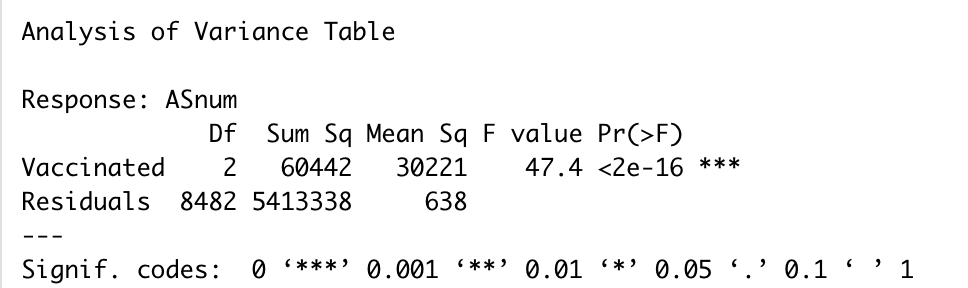 Analysis of Variance Table
Response: ASnum
Df Sum Sq Mean Sq F value Pr(>F)
Vaccinated 2 60442 30221 47.4 <2e-16 ***
Residuals 8482 5413338 638
---
Signif. codes: 0 ‘***’ 0.001 ‘**’ 0.01 ‘*’ 0.05 ‘.’ 0.1 ‘ ’ 1